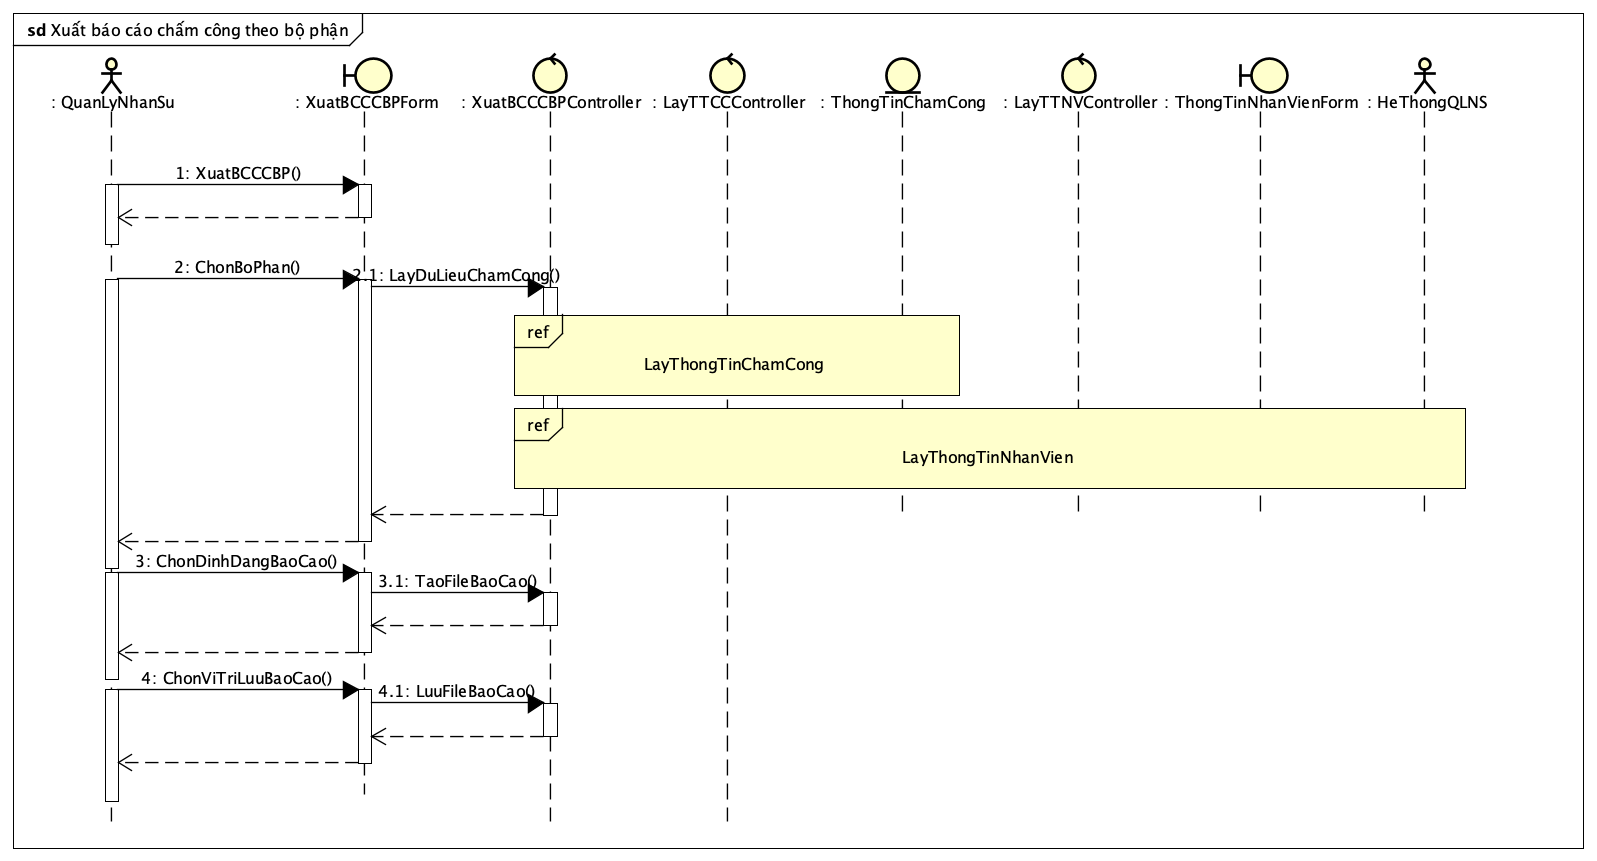 sd Xuất báo cáo chấm công theo bộ phận
: QuanLyNhanSu
: XuatBCCCBPForm
: XuatBCCCBPController
: LayTTCCController
: ThongTinChamCong
: LayTTNVController
: ThongTinNhanVienForm
: HeThongQLNS
1: XuatBCCCBP()
2: ChonBoPhan()
2.1: LayDuLieuChamCong()
ref
LayThongTinChamCong
ref
LayThongTinNhanVien
3: ChonDinhDangBaoCao()
3.1: TaoFileBaoCao()
4: ChonViTriLuuBaoCao()
4.1: LuuFileBaoCao()